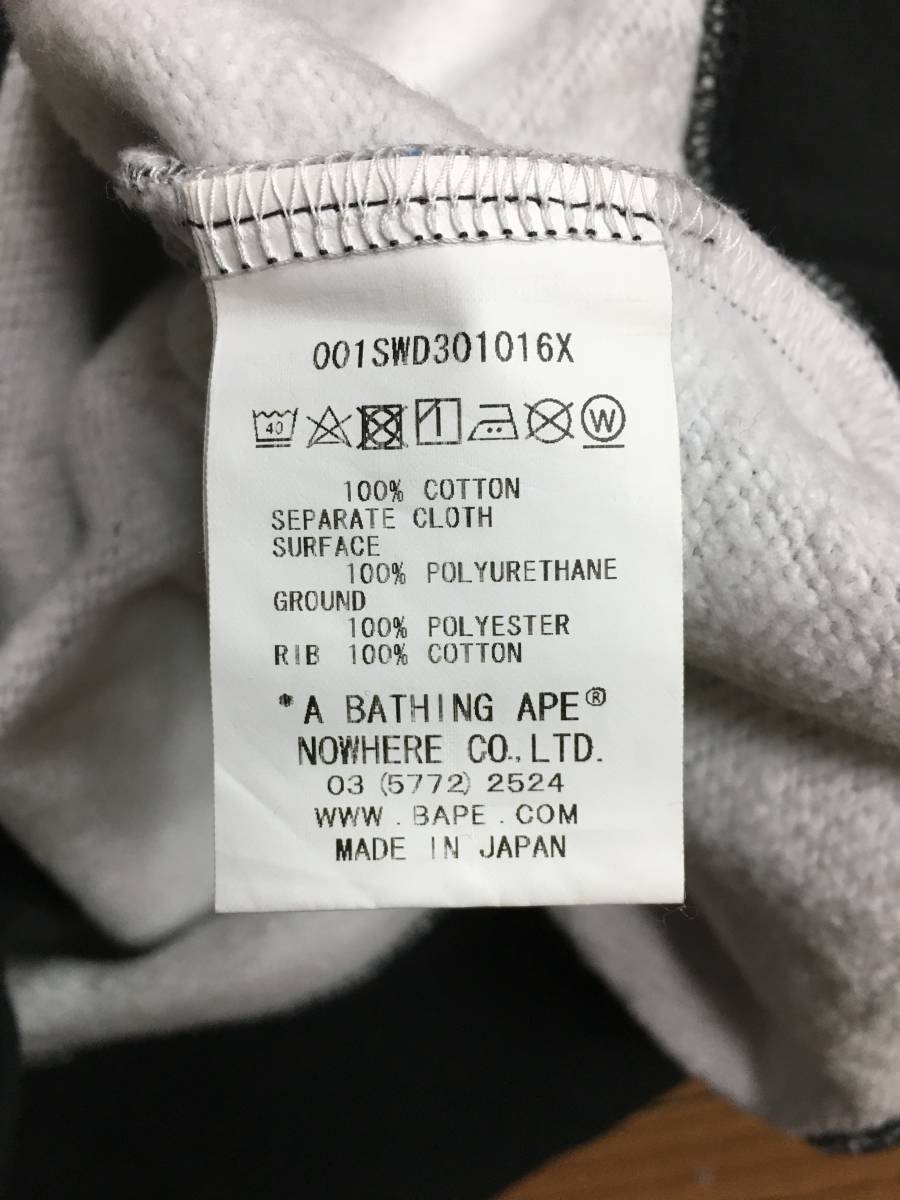 001SWD301016X
40 W
100% COTTON
SEPARATE CLOTH
SURFACE
100% POLYURETHANE
GROUND
100% POLYESTER
RIB 100% COTTON
*A BATHING APE®
NOWHERE CO.,LTD.
03 (5772) 2524
WWW.BAPE.COM
MADE IN JAPAN